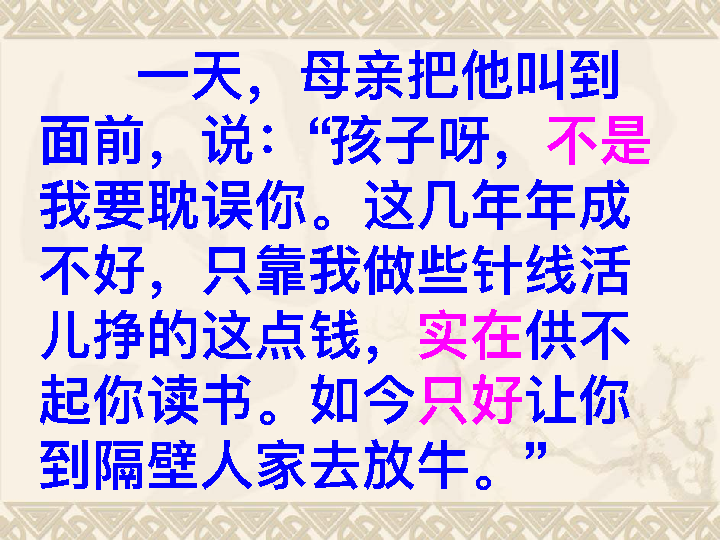 一天，母亲把他叫到
面前，说：“孩子呀，不是
我要耽误你。这几年年成
不好，只靠我做些针线活
儿挣的这点钱，实在供不
起你读书。如今只好让你
到隔壁人家去放牛。”